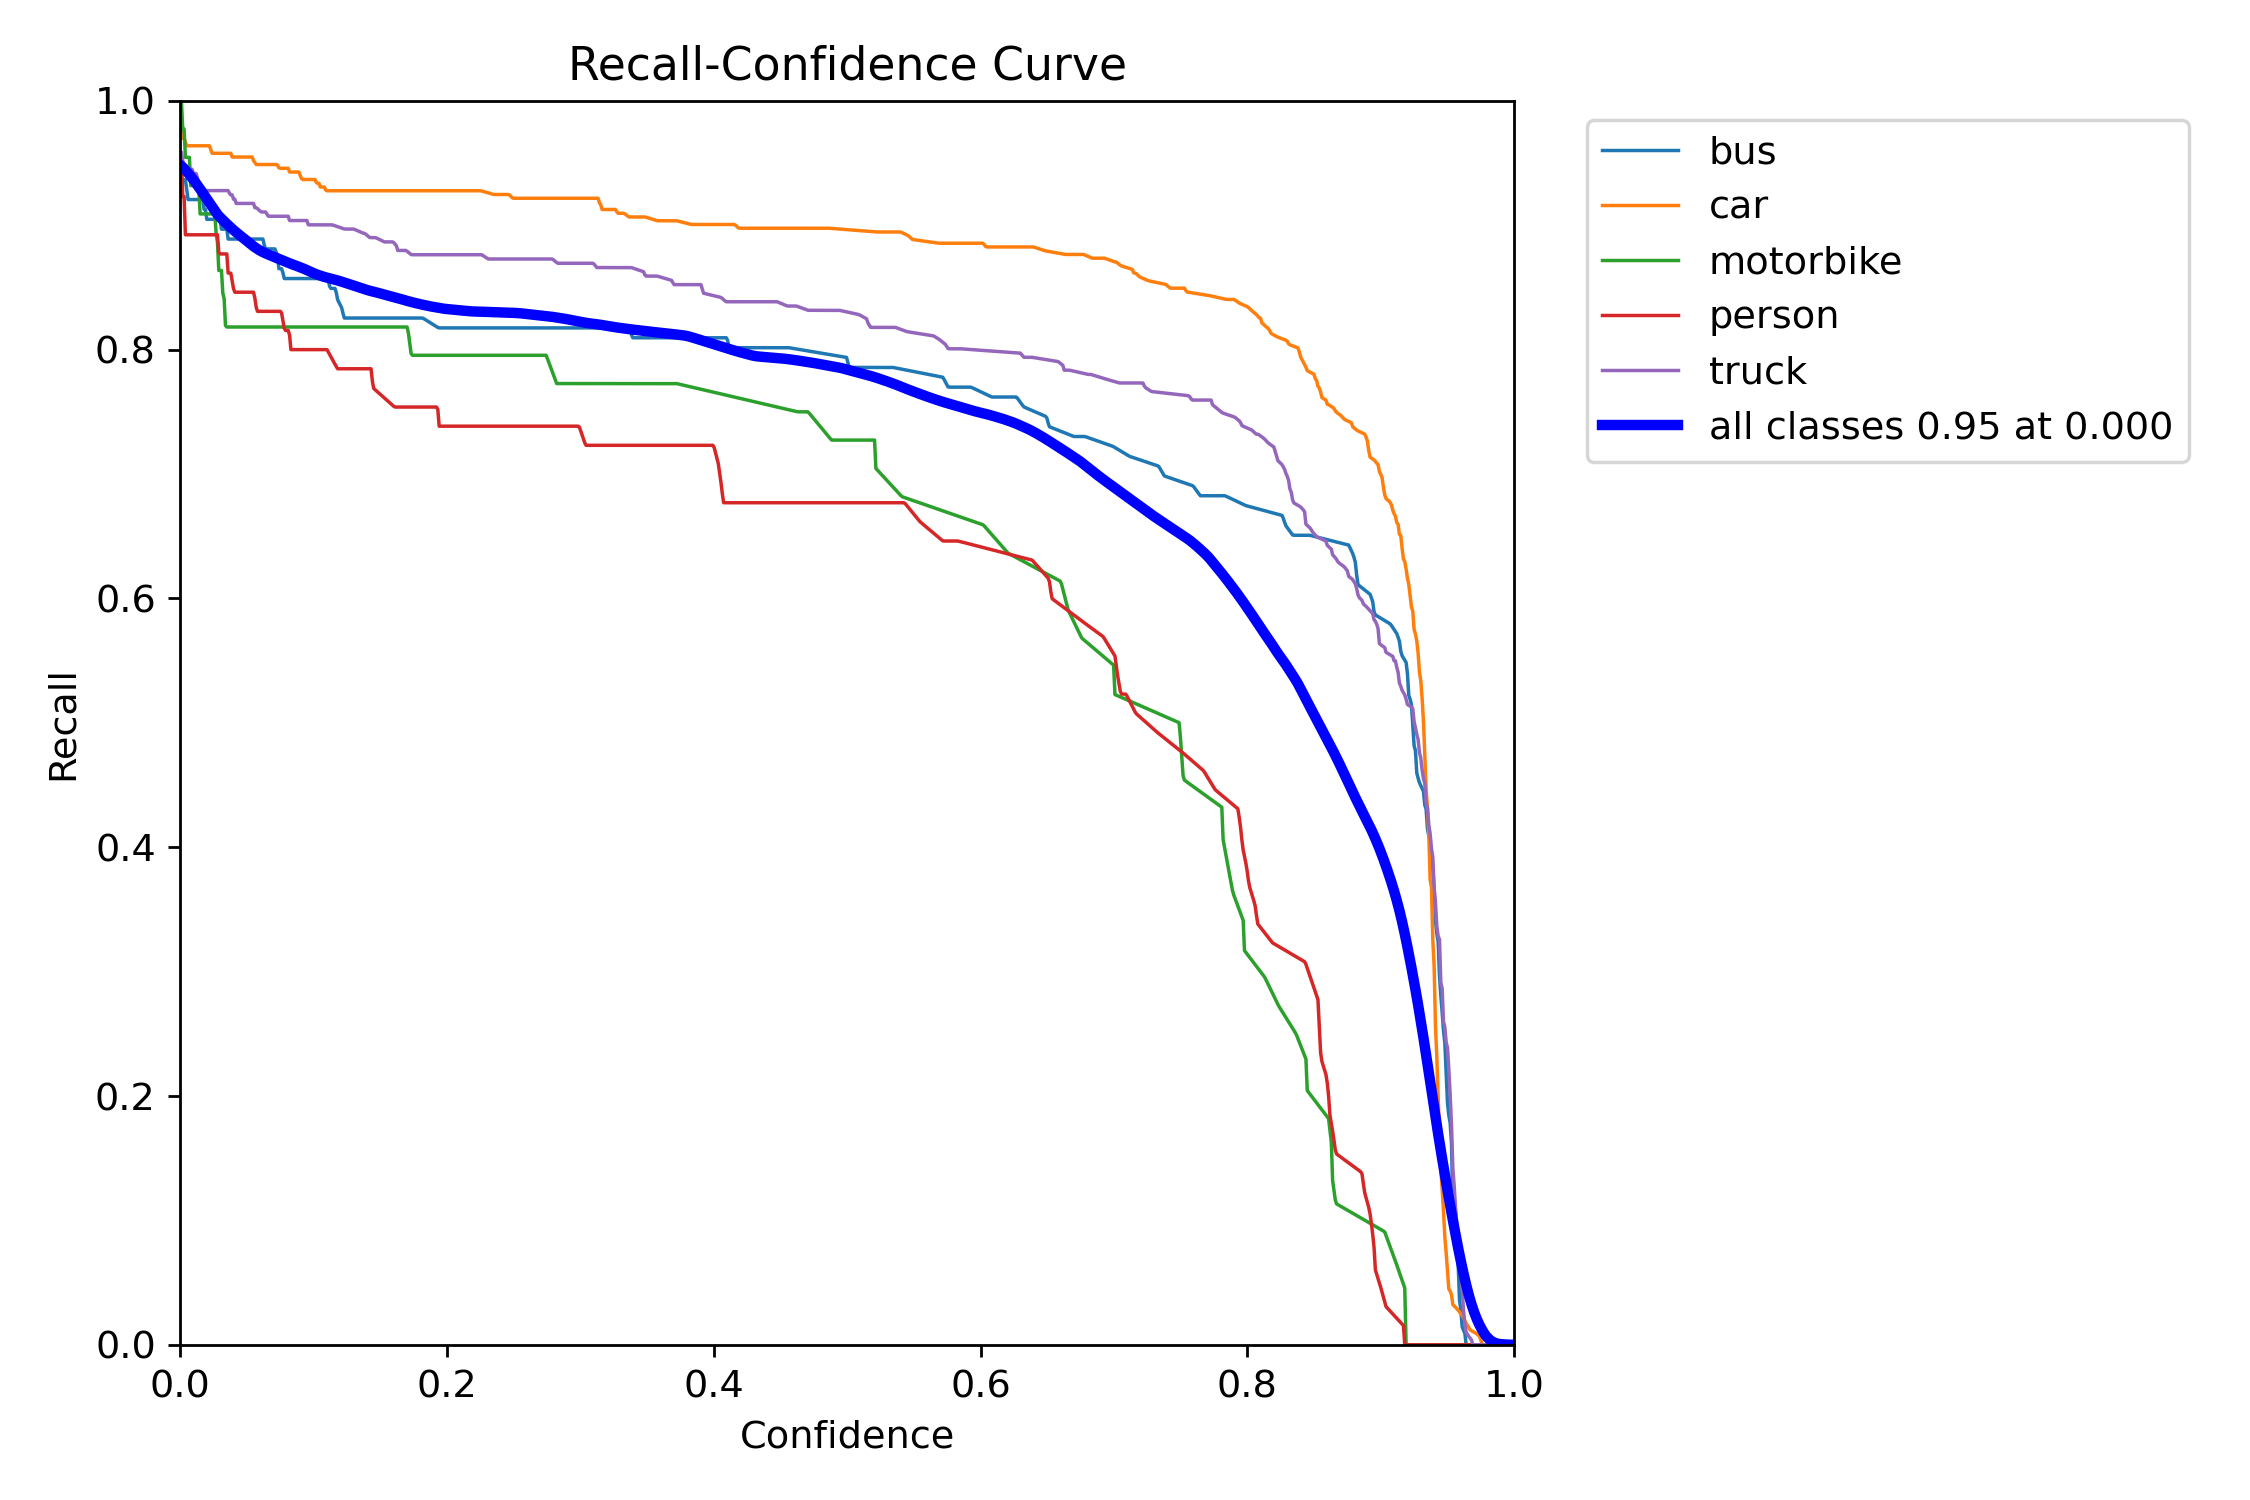 Recall-Confidence Curve
1.0
0.8
0.6
0.4
0.2
0.0
Recall
0.0 0.2 0.4 0.6 0.8 1.0
Confidence
bus
car
motorbike
person
truck
all classes 0.95 at 0.000